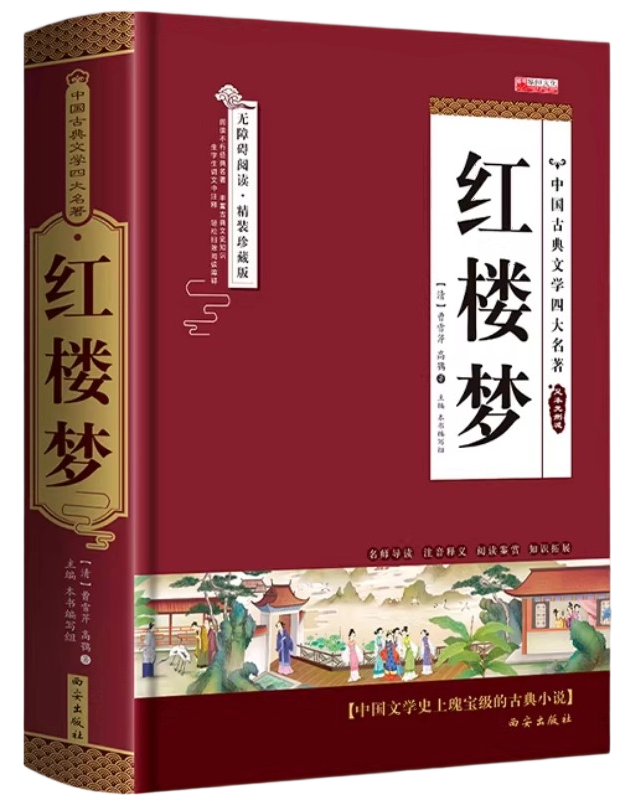 中国古典文学四大名著
红楼梦
【清】曹雪芹 高鹗 著
主编 本书编写组
西安出版社
无障碍阅读·精装珍藏版
中国古典文学四大名著
红楼梦
【清】曹雪芹 高鹗 著
主编 本书编写组
名师导读 注音释义 阅读鉴赏 知识拓展
【中国文学史上瑰宝级的古典小说】
西安出版社